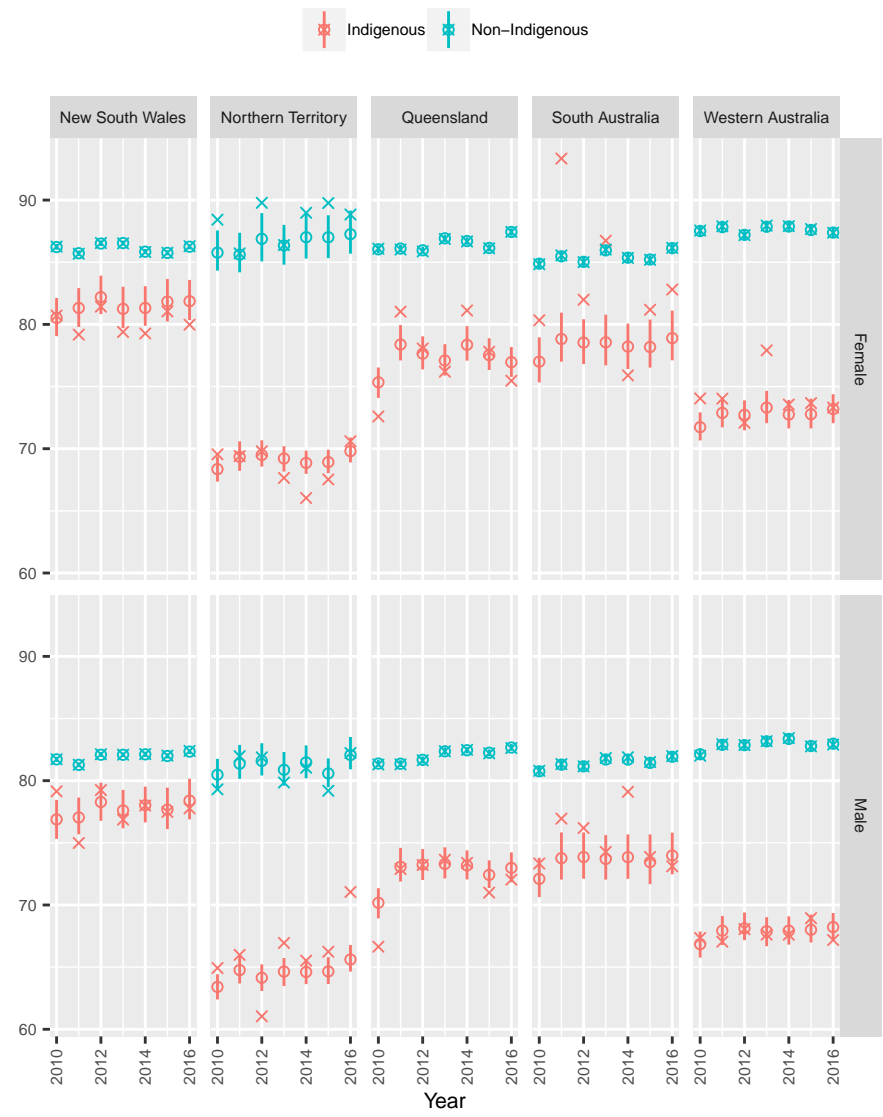 Indigenous Non−Indigenous
New South Wales Northern Territory Queensland South Australia Western Australia
90
80
70
60
Female
90
80
70
60
Male
2010 2012 2014 2016 2010 2012 2014 2016 2010 2012 2014 2016 2010 2012 2014 2016 2010 2012 2014 2016
Year